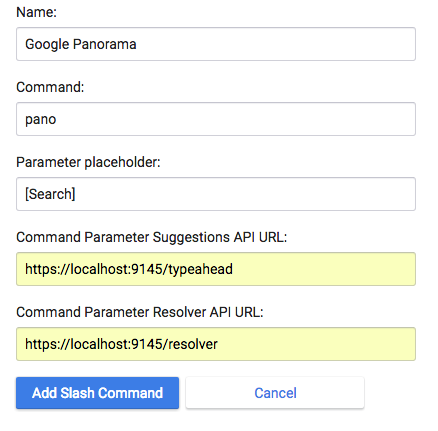 Name:
Google Panorama
Command:
pano
Parameter placeholder:
[Search]
Command Parameter Suggestions API URL:
https://localhost:9145/typeahead
Command Parameter Resolver API URL:
https://localhost:9145/resolver
Add Slash Command Cancel